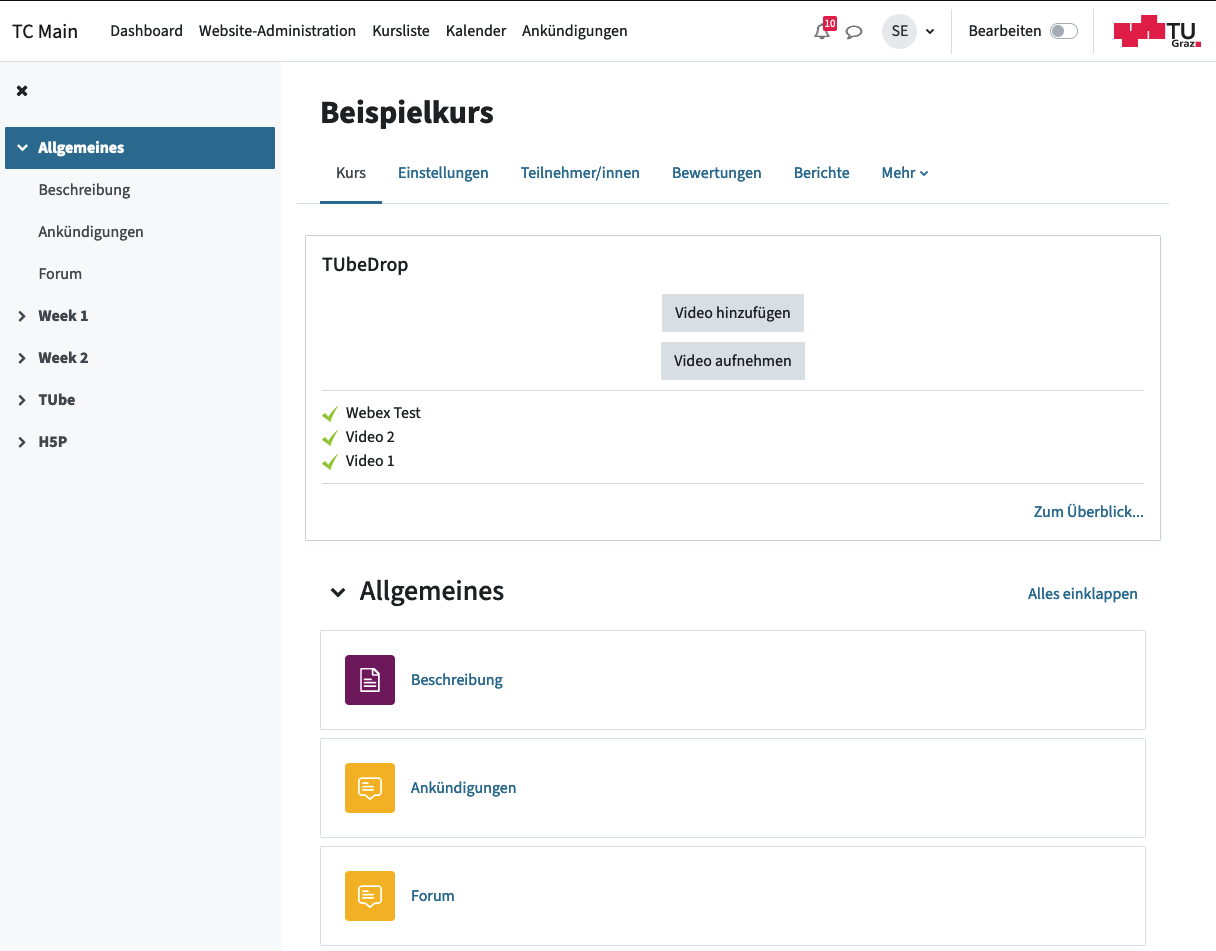 TC Main Dashboard Website-Administration Kursliste Kalender Ankündigungen 10 SE Bearbeiten TU Graz
Allgemeines
Beschreibung
Ankündigungen
Forum
Week 1
Week 2
TUbe
H5P
Beispielkurs
Kurs Einstellungen Teilnehmer/innen Bewertungen Berichte Mehr
TUbeDrop
Video hinzufügen
Video aufnehmen
Webex Test
Video 2
Video 1
Zum Überblick...
Allgemeines Alles einklappen
Beschreibung
Ankündigungen
Forum